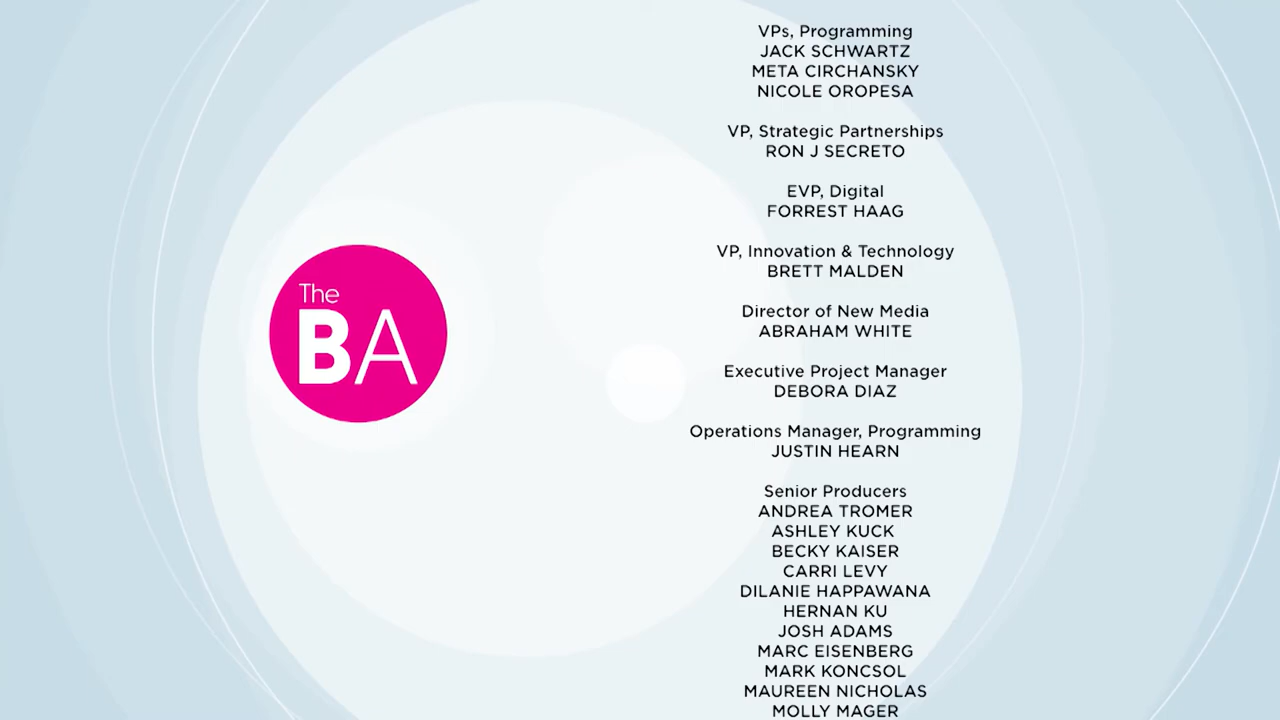 The
BA
VPs, Programming
JACK SCHWARTZ
META CIRCHANSKY
NICOLE OROPESA
VP, Strategic Partnerships
RON J SECRETO
EVP, Digital
FORREST HAAG
VP, Innovation & Technology
BRETT MALDEN
Director of New Media
ABRAHAM WHITE
Executive Project Manager
DEBORA DIAZ
Operations Manager, Programming
JUSTIN HEARN
Senior Producers
ANDREA TROMER
ASHLEY KUCK
BECKY KAISER
CARRI LEVY
DILANIE HAPPAWANA
HERNAN KU
JOSH ADAMS
MARC EISENBERG
MARK KONCSOL
MAUREEN NICHOLAS
MOLLY MAGER